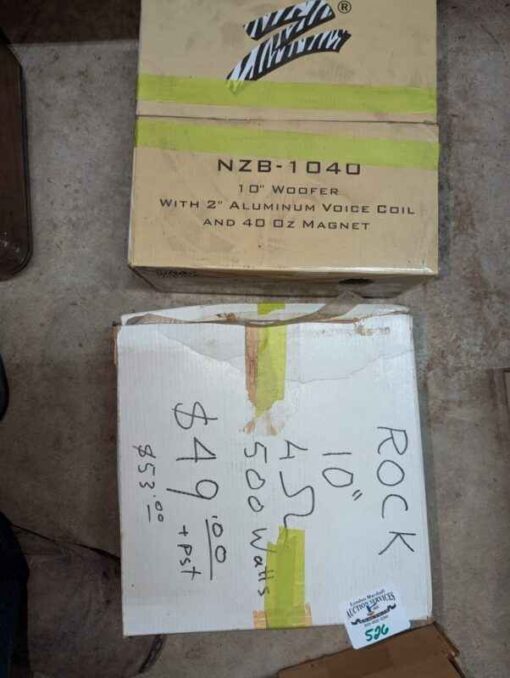 ®
NZB-1040
10" WOOFER
WITH 2" ALUMINUM VOICE COIL
AND 40 OZ MAGNET
ROCK
10"
4Ω
500 Watts
$49.00 + pst
$53.00
AUCTION SERVICES
526